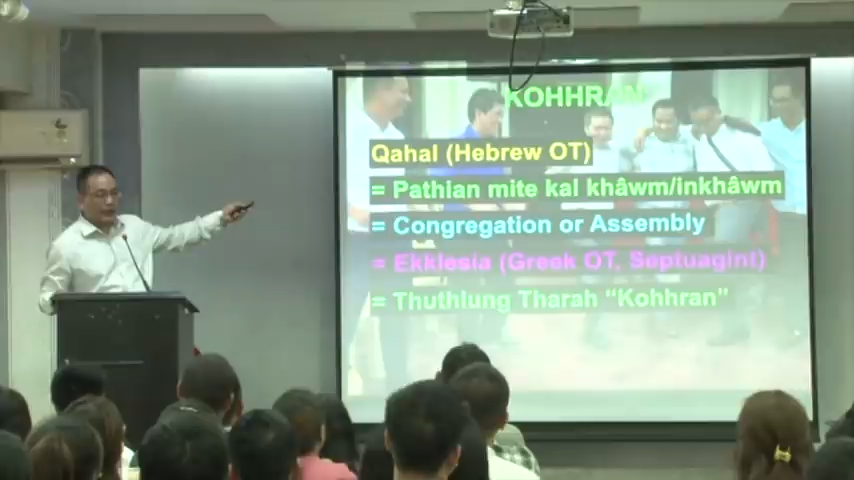 KOHHRAN
Qahal (Hebrew OT)
= Pathian mite kal khâwm/inkhâwm
= Congregation or Assembly
= Ekklesia (Greek OT, Septuagint)
= Thuthlung Tharah "Kohhran"